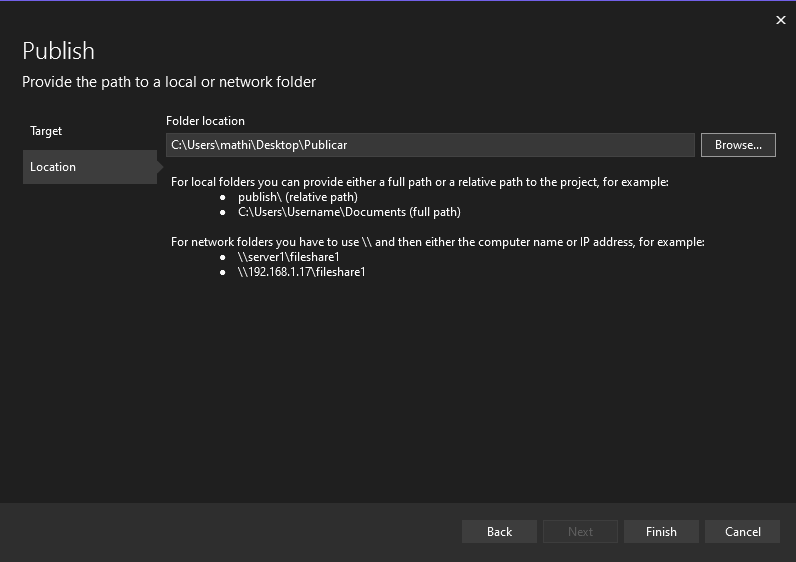 Publish
Provide the path to a local or network folder
Target
Location
Folder location
C:\Users\mathi\Desktop\Publicar
Browse...
For local folders you can provide either a full path or a relative path to the project, for example:
● publish\ (relative path)
● C:\Users\Username\Documents (full path)
For network folders you have to use \\ and then either the computer name or IP address, for example:
● \\server1\fileshare1
● \\192.168.1.17\fileshare1
Back
Next
Finish
Cancel